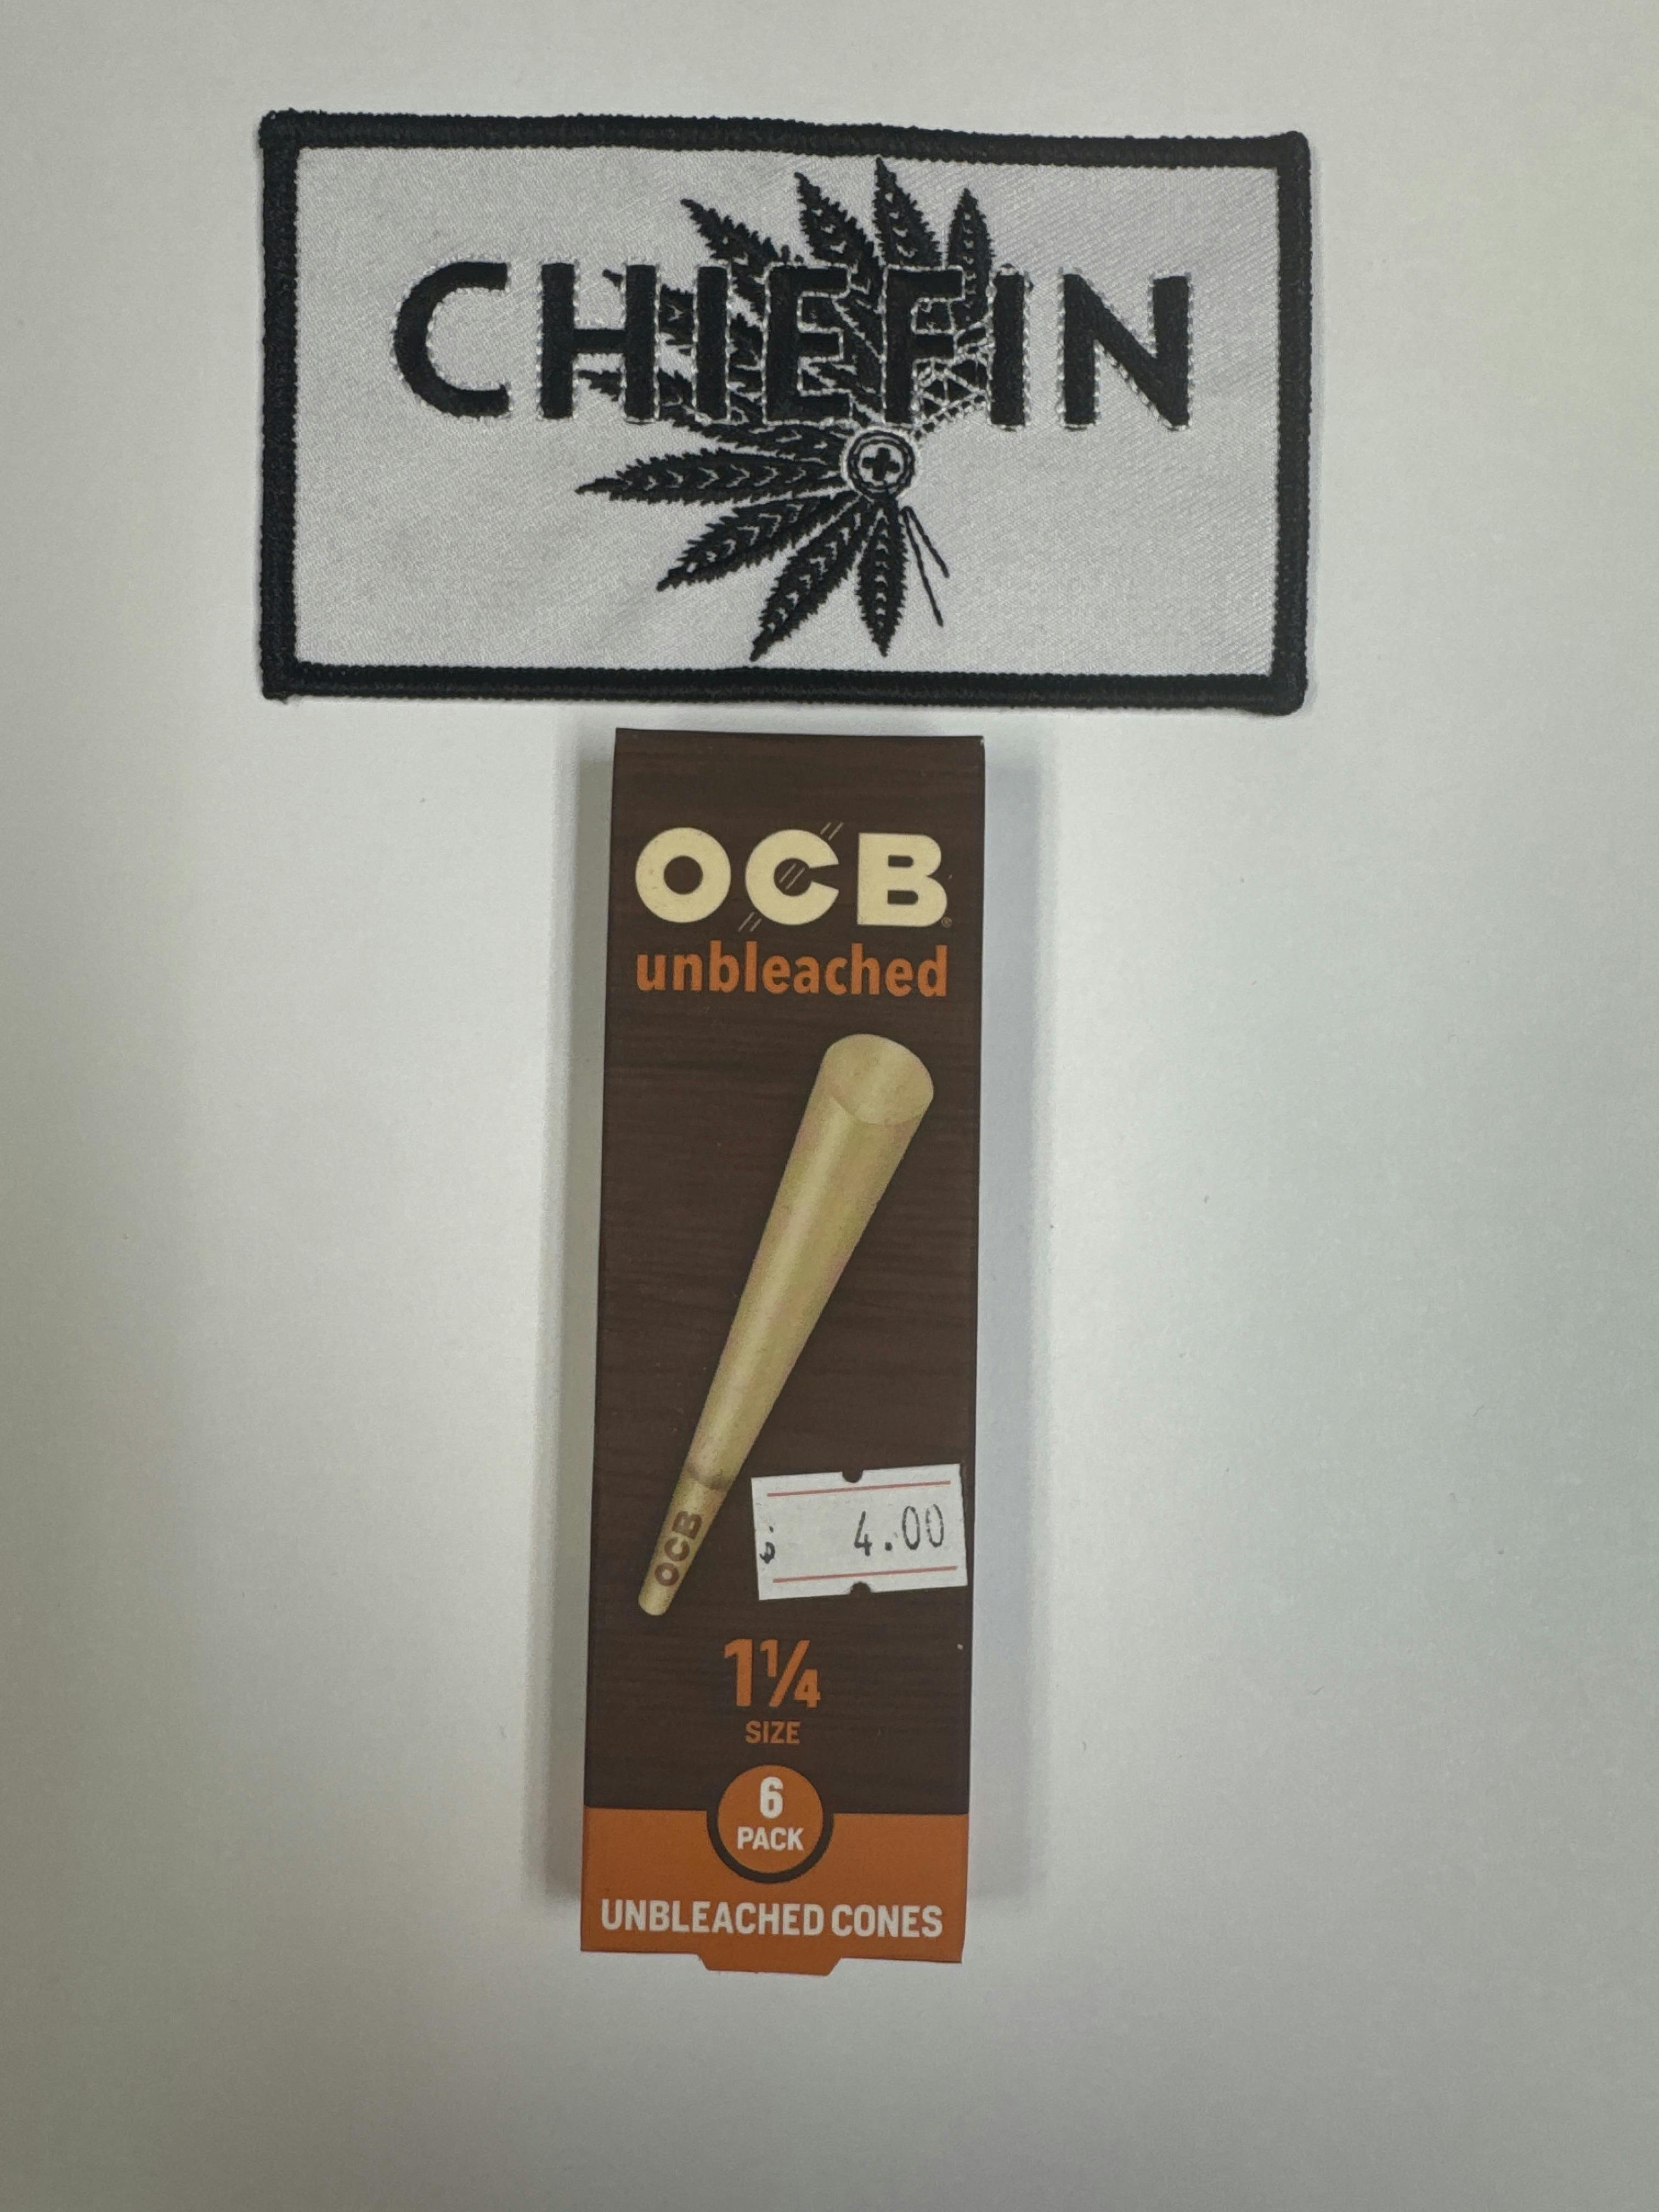 CHIEFIN
OCB®
unbleached
OCB
$ 4.00
1¼
SIZE
6
PACK
UNBLEACHED CONES